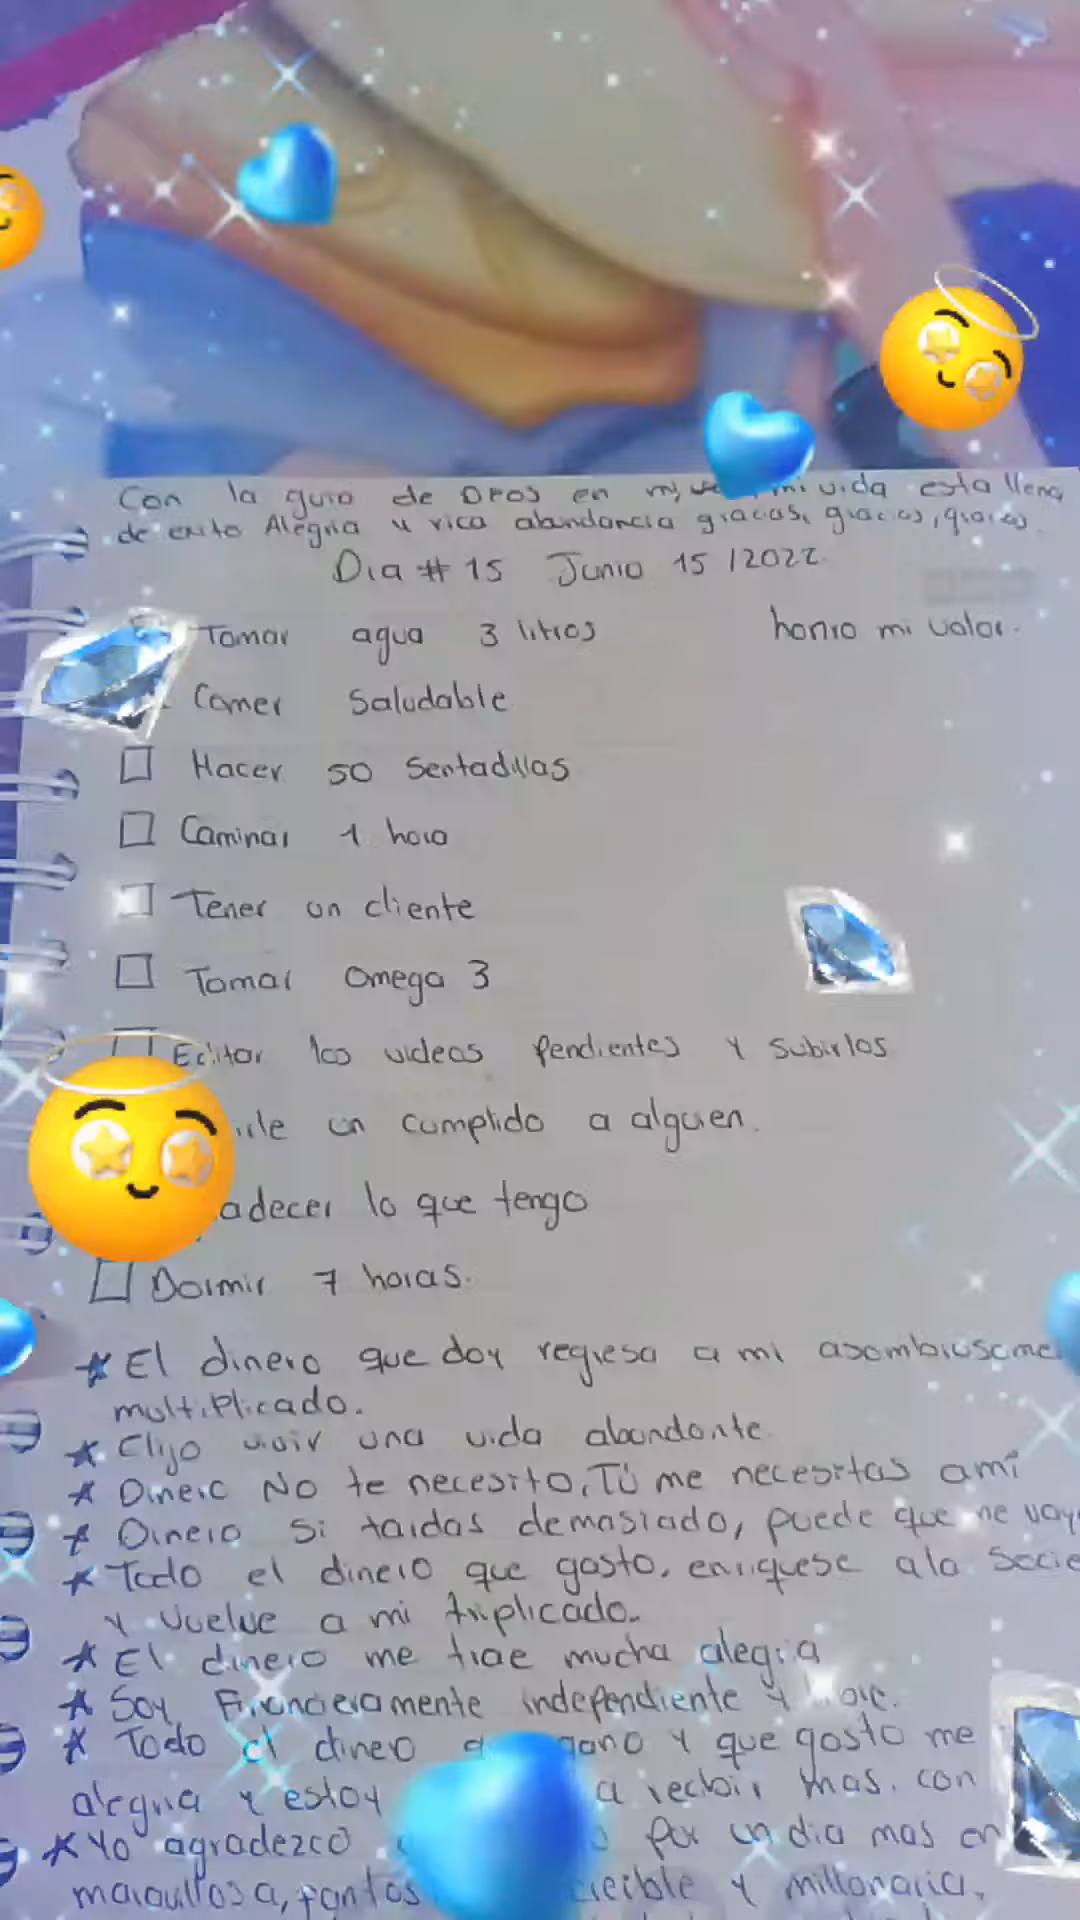 Con la guia de DIOS en mi mi vida esta llena
de exito Alegria y rica abundancia gracias, gracias, gracias.
Dia # 15 Junio 15 /2022.
Tomar agua 3 litros honro mi valor.
Comer Saludable
Hacer 50 Sentadillas
Caminar 1 hora
Tener un cliente
Tomar Omega 3
Editar los videos Pendientes y subirlos
un cumplido a alguen.
adecer lo que tengo
Dormir 7 horas.
* El dinero que doy regresa a mi
multiplicado.
* Elijo vivir una vida abundante.
* Dinero No te necesito, Tú me necesitas a mí
* Dinero Si tardas demasiado, puede que me
* Todo el dinero que gasto, enriquese a la
y vuelve a mi triplicado.
* El dinero me trae mucha alegria
* Soy Financieramente independiente y
* Todo el dinero gano y que gasto me
alegria y estoy a recibir mas. con
* Yo agradezco por un dia mas en
millonaria.